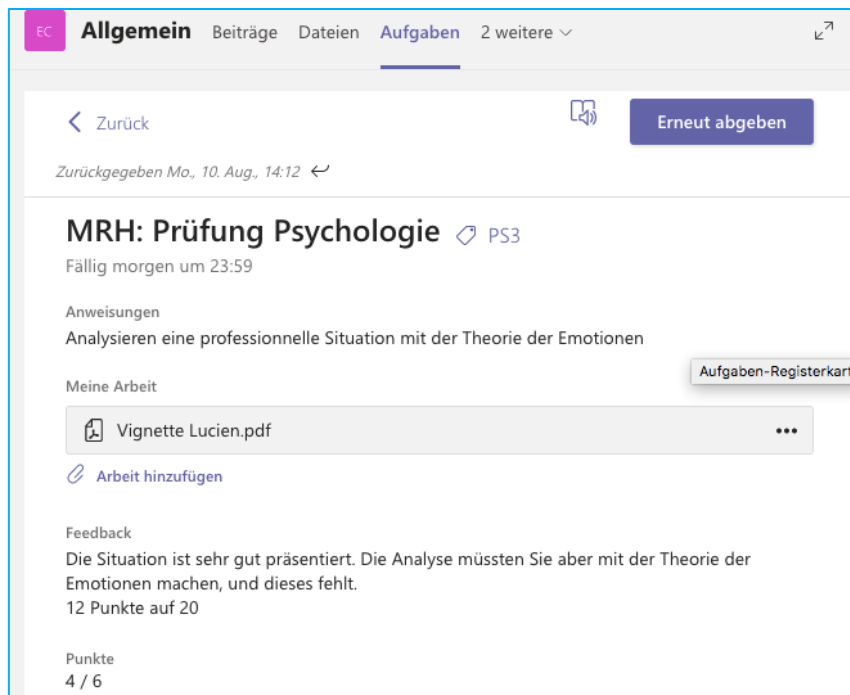 EC Allgemein Beiträge Dateien Aufgaben 2 weitere
Zurück Erneut abgeben
Zurückgegeben Mo., 10. Aug., 14:12
MRH: Prüfung Psychologie PS3
Fällig morgen um 23:59
Anweisungen
Analysieren eine professionnelle Situation mit der Theorie der Emotionen
Aufgaben-Registerkart
Meine Arbeit
Vignette Lucien.pdf
Arbeit hinzufügen
Feedback
Die Situation ist sehr gut präsentiert. Die Analyse müssten Sie aber mit der Theorie der
Emotionen machen, und dieses fehlt.
12 Punkte auf 20
Punkte
4 / 6